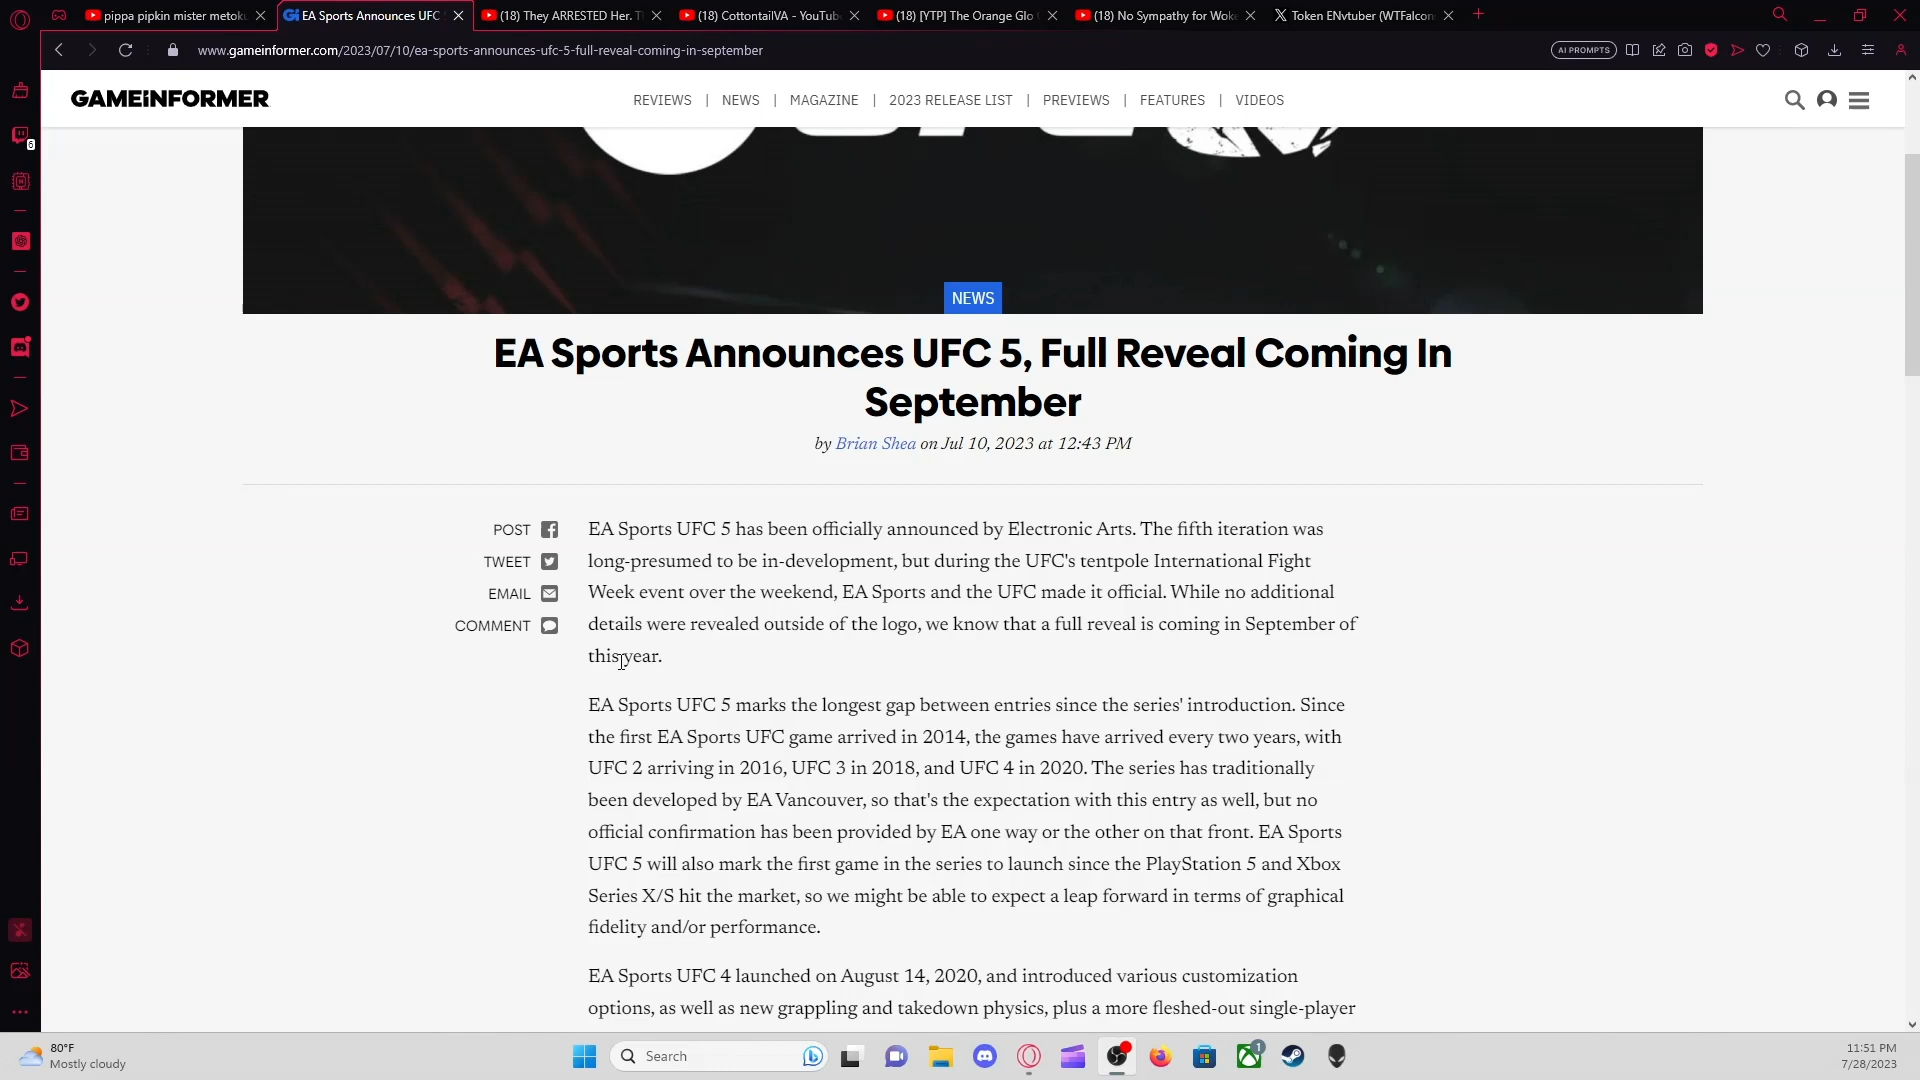 pippa pipkin mister metok
EA Sports Announces UFC
(18) They ARRESTED Her. T
(18) CottontailVA - YouTub
(18) [YTP] The Orange Glo
(18) No Sympathy for Wok
Token ENvtuber (WTFalcon
www.gameinformer.com/2023/07/10/ea-sports-announces-ufc-5-full-reveal-coming-in-september
AI PROMPTS
6
GAMEINFORMER
REVIEWS | NEWS | MAGAZINE | 2023 RELEASE LIST | PREVIEWS | FEATURES | VIDEOS
NEWS
EA Sports Announces UFC 5, Full Reveal Coming In
September
by Brian Shea on Jul 10, 2023 at 12:43 PM
POST
TWEET
EMAIL
COMMENT
EA Sports UFC 5 has been officially announced by Electronic Arts. The fifth iteration was
long-presumed to be in-development, but during the UFC's tentpole International Fight
Week event over the weekend, EA Sports and the UFC made it official. While no additional
details were revealed outside of the logo, we know that a full reveal is coming in September of
this year.
EA Sports UFC 5 marks the longest gap between entries since the series' introduction. Since
the first EA Sports UFC game arrived in 2014, the games have arrived every two years, with
UFC 2 arriving in 2016, UFC 3 in 2018, and UFC 4 in 2020. The series has traditionally
been developed by EA Vancouver, so that's the expectation with this entry as well, but no
official confirmation has been provided by EA one way or the other on that front. EA Sports
UFC 5 will also mark the first game in the series to launch since the PlayStation 5 and Xbox
Series X/S hit the market, so we might be able to expect a leap forward in terms of graphical
fidelity and/or performance.
EA Sports UFC 4 launched on August 14, 2020, and introduced various customization
options, as well as new grappling and takedown physics, plus a more fleshed-out single-player
80°F
Mostly cloudy
Search
1
11:51 PM
7/28/2023